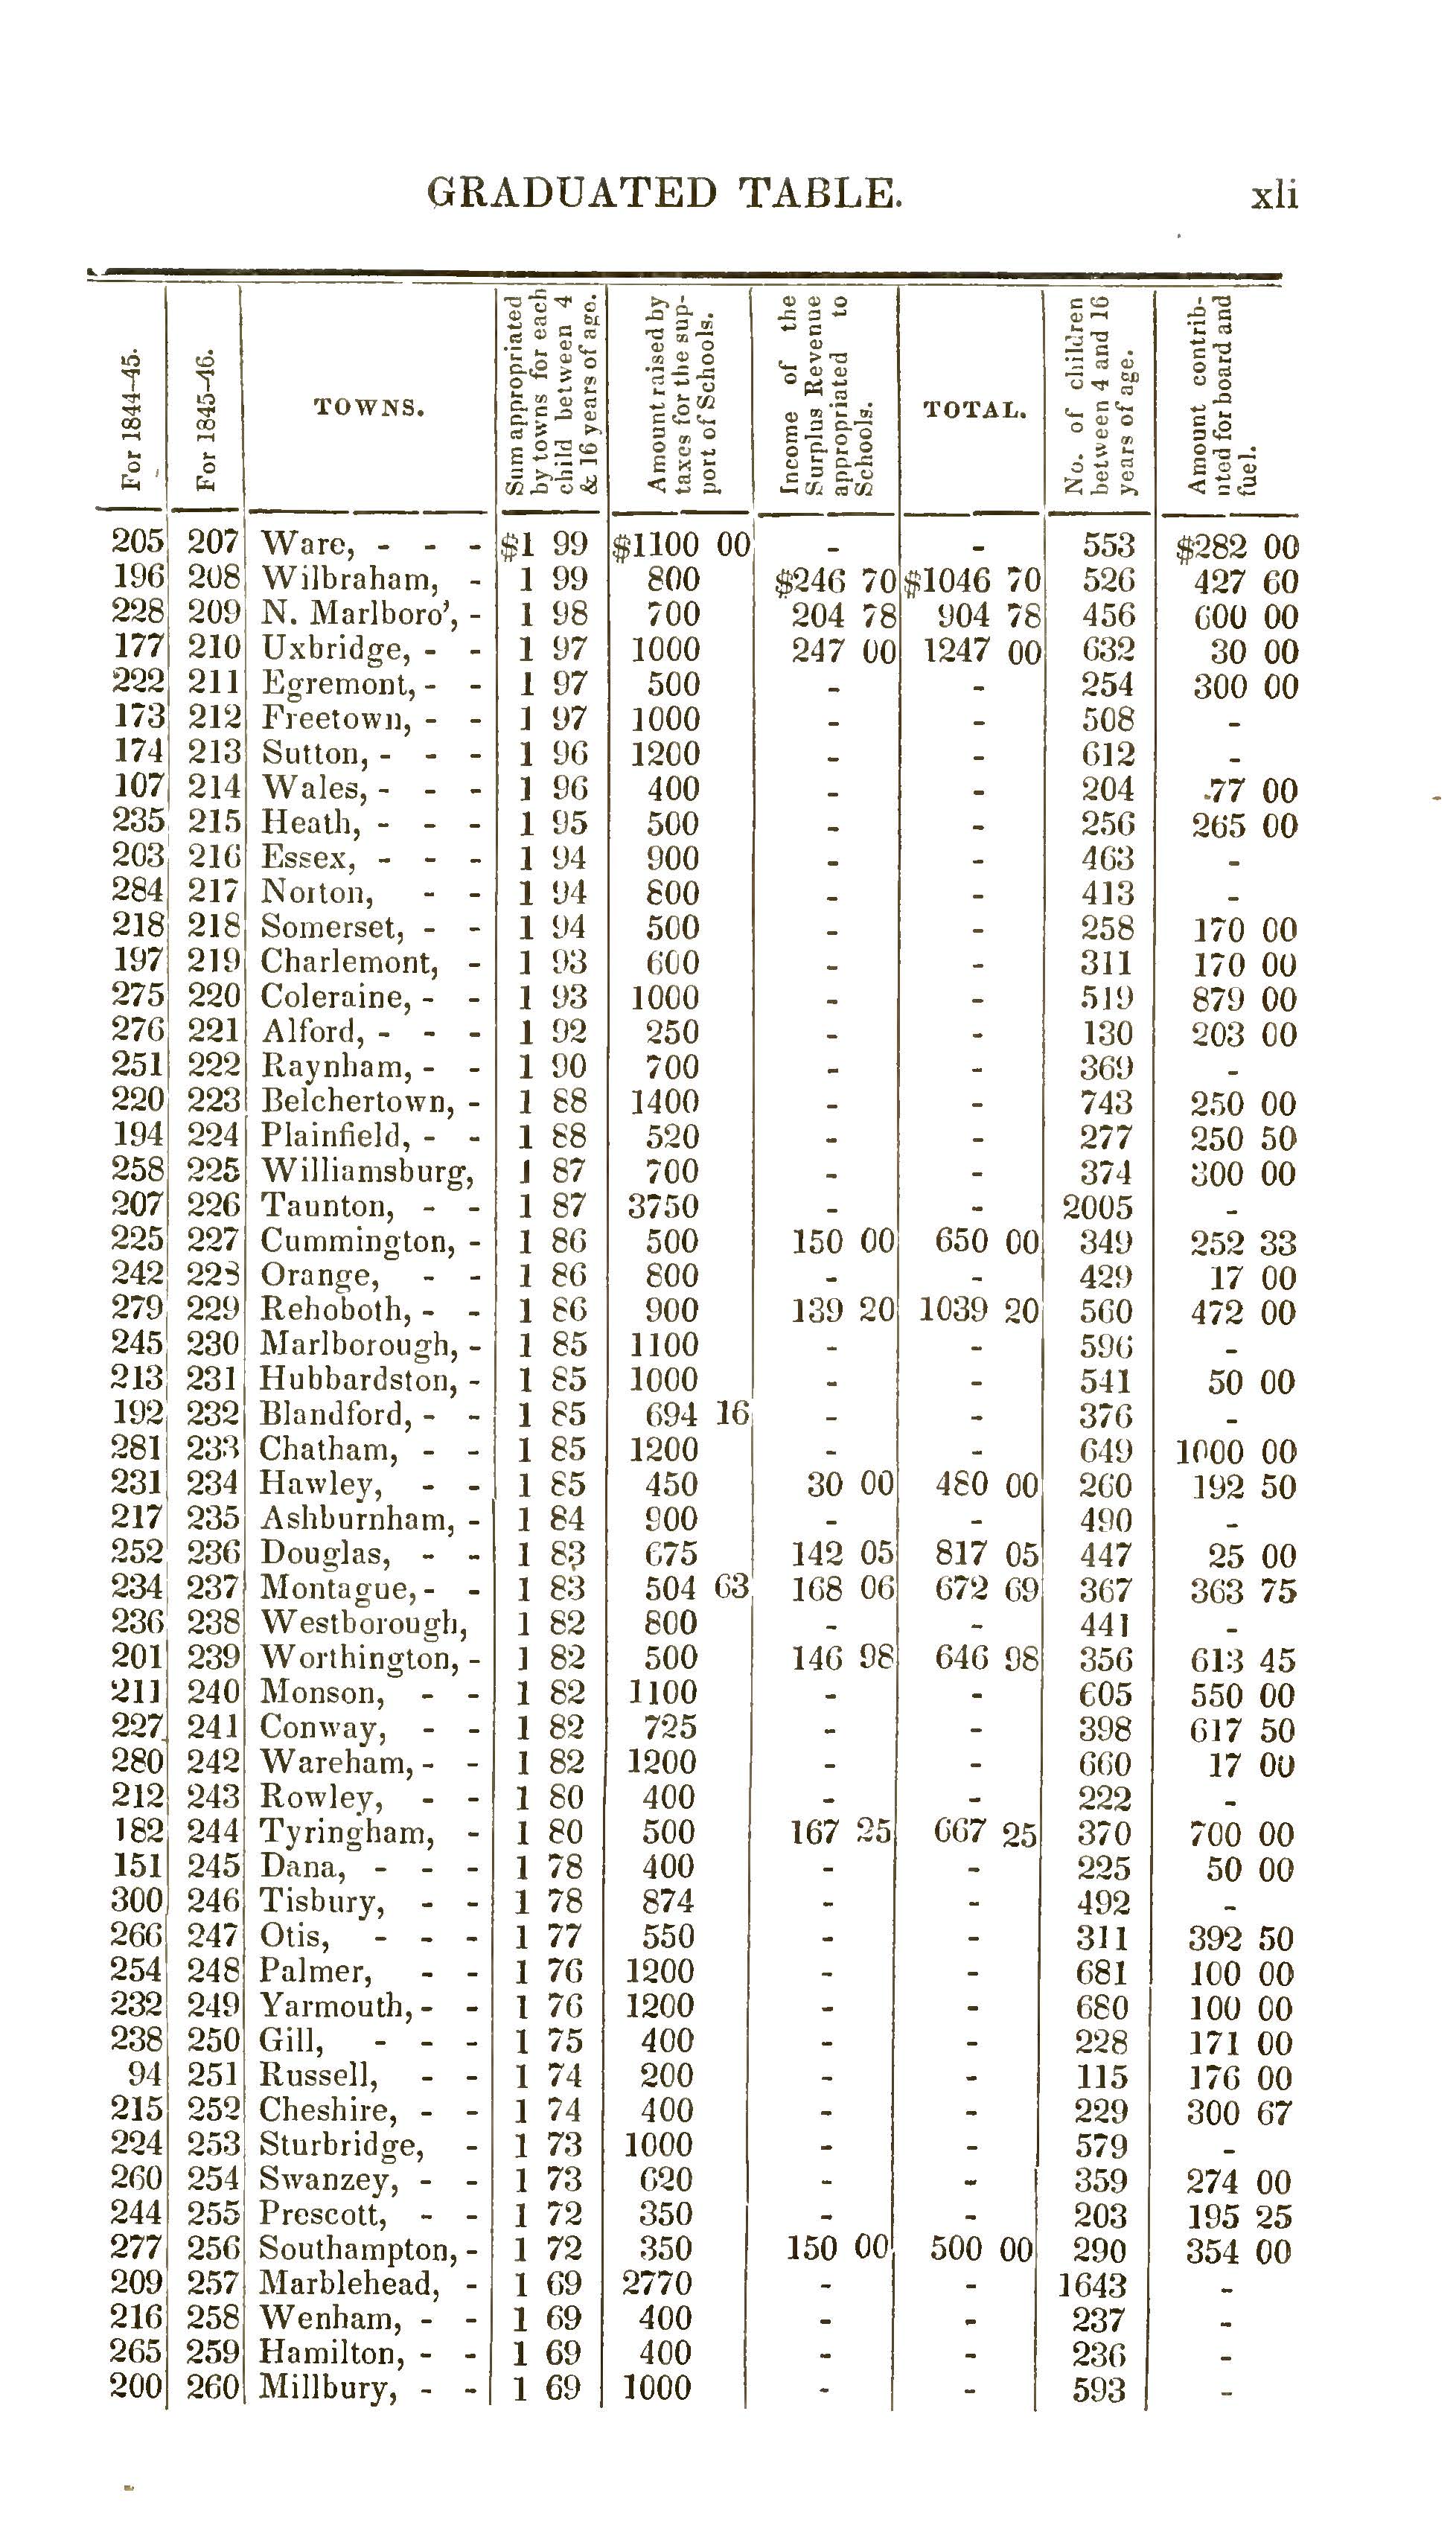 GRADUATED TABLE. xli
For 1844–45. For 1845–46. TOWNS. Sum appropriated by towns for each child between 4 & 16 years of age. Amount raised by taxes for the support of Schools. Income of the Surplus Revenue appropriated to Schools. TOTAL. No. of children between 4 and 16 years of age. Amount contributed for board and fuel.
205 207 Ware, - - - $1 99 $1100 00 - - 553 $282 00
196 208 Wilbraham, - 1 99 800 $246 70 $1046 70 526 427 60
228 209 N. Marlboro', - 1 98 700 204 78 904 78 456 600 00
177 210 Uxbridge, - - 1 97 1000 247 00 1247 00 632 30 00
222 211 Egremont, - - 1 97 500 - - 254 300 00
173 212 Freetown, - - 1 97 1000 - - 508 -
174 213 Sutton, - - - 1 96 1200 - - 612 -
107 214 Wales, - - - 1 96 400 - - 204 77 00
235 215 Heath, - - - 1 95 500 - - 256 265 00
203 216 Essex, - - - 1 94 900 - - 463 -
284 217 Norton, - - 1 94 800 - - 413 -
218 218 Somerset, - - 1 94 500 - - 258 170 00
197 219 Charlemont, - 1 93 600 - - 311 170 00
275 220 Coleraine, - - 1 93 1000 - - 519 879 00
276 221 Alford, - - - 1 92 250 - - 130 203 00
251 222 Raynham, - - 1 90 700 - - 369 -
220 223 Belchertown, - 1 88 1400 - - 743 250 00
194 224 Plainfield, - - 1 88 520 - - 277 250 50
258 225 Williamsburg, 1 87 700 - - 374 300 00
207 226 Taunton, - - 1 87 3750 - - 2005 -
225 227 Cummington, - 1 86 500 150 00 650 00 349 252 33
242 228 Orange, - - 1 86 800 - - 429 17 00
279 229 Rehoboth, - - 1 86 900 139 20 1039 20 560 472 00
245 230 Marlborough, - 1 85 1100 - - 596 -
213 231 Hubbardston, - 1 85 1000 - - 541 50 00
192 232 Blandford, - - 1 85 694 16 - - 376 -
281 233 Chatham, - - 1 85 1200 - - 649 1000 00
231 234 Hawley, - - 1 85 450 30 00 480 00 260 192 50
217 235 Ashburnham, - 1 84 900 - - 490 -
252 236 Douglas, - - 1 83 675 142 05 817 05 447 25 00
234 237 Montague, - - 1 83 504 63 168 06 672 69 367 363 75
236 238 Westborough, 1 82 800 - - 441 -
201 239 Worthington, - 1 82 500 146 98 646 98 356 613 45
211 240 Monson, - - 1 82 1100 - - 605 550 00
227 241 Conway, - - 1 82 725 - - 398 617 50
280 242 Wareham, - - 1 82 1200 - - 660 17 00
212 243 Rowley, - - 1 80 400 - - 222 -
182 244 Tyringham, - 1 80 500 167 25 667 25 370 700 00
151 245 Dana, - - - 1 78 400 - - 225 50 00
300 246 Tisbury, - - 1 78 874 - - 492 -
266 247 Otis, - - - 1 77 550 - - 311 392 50
254 248 Palmer, - - 1 76 1200 - - 681 100 00
232 249 Yarmouth, - - 1 76 1200 - - 680 100 00
238 250 Gill, - - - 1 75 400 - - 228 171 00
94 251 Russell, - - 1 74 200 - - 115 176 00
215 252 Cheshire, - - 1 74 400 - - 229 300 67
224 253 Sturbridge, - 1 73 1000 - - 579 -
260 254 Swanzey, - - 1 73 620 - - 359 274 00
244 255 Prescott, - - 1 72 350 - - 203 195 25
277 256 Southampton, - 1 72 350 150 00 500 00 290 354 00
209 257 Marblehead, - 1 69 2770 - - 1643 -
216 258 Wenham, - - 1 69 400 - - 237 -
265 259 Hamilton, - - 1 69 400 - - 236 -
200 260 Millbury, - - 1 69 1000 - - 593 -